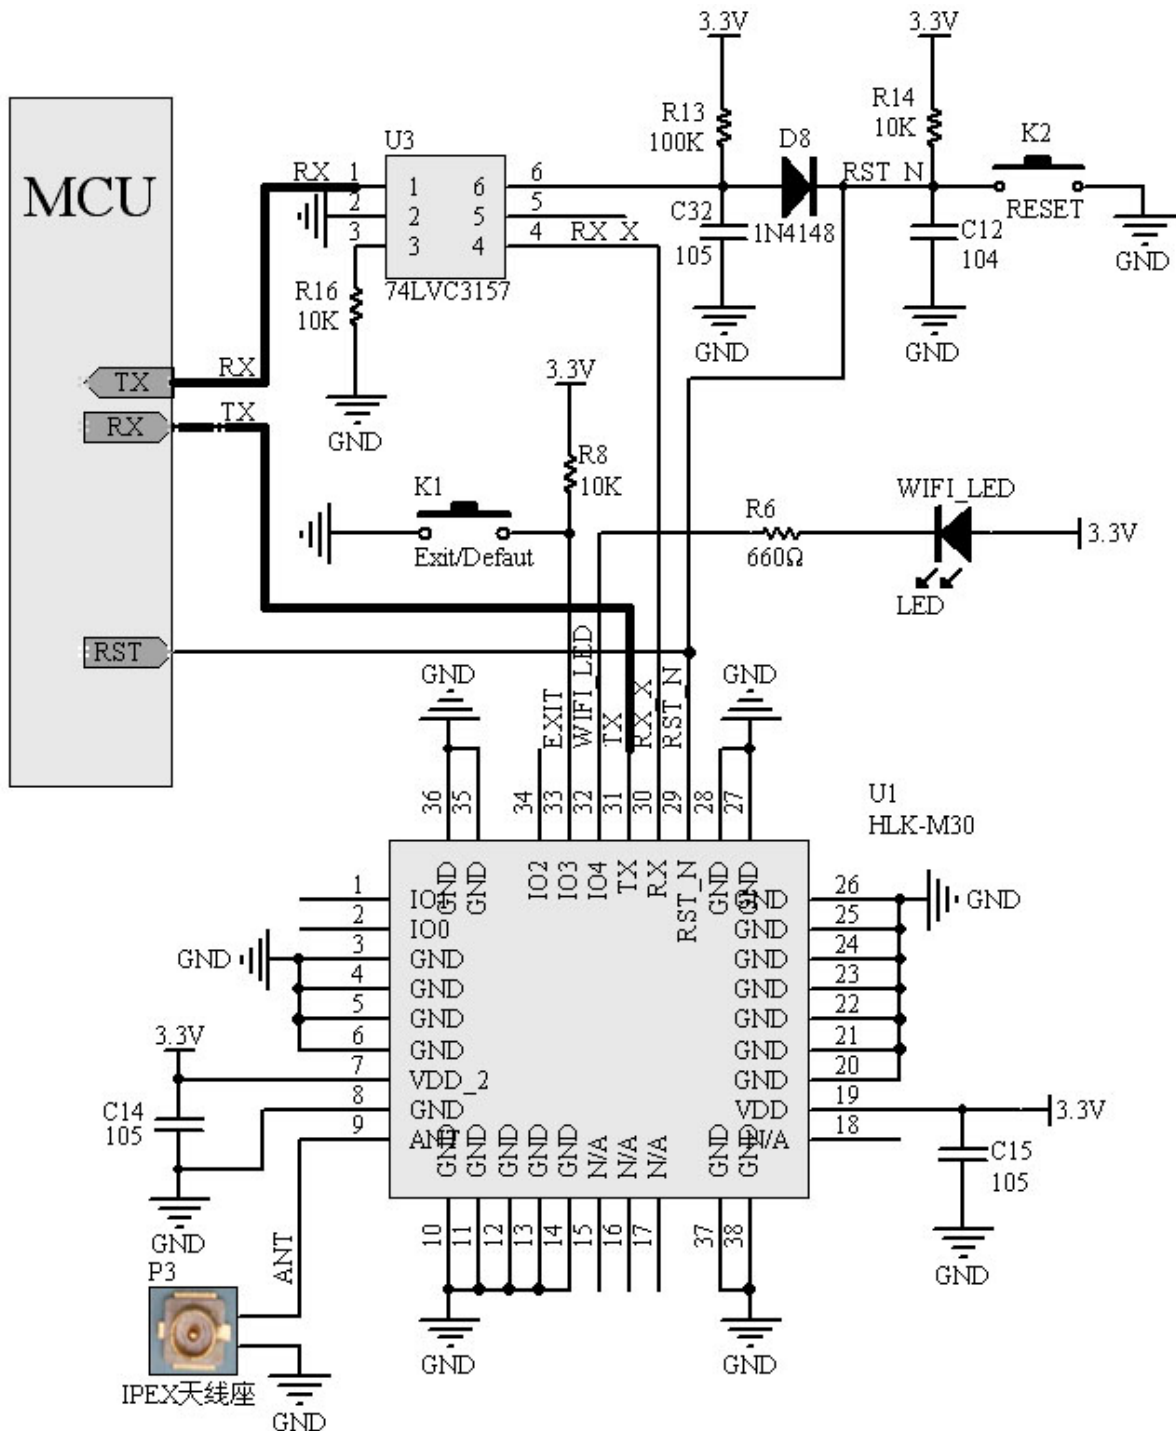 3.3V
3.3V
R13
100K
R14
10K
D8
K2
U3
RX
1
1
6
6
RST_N
MCU
2
2
5
5
C32
105
1N4148
RESET
3
3
4
4
RX_X
C12
104
GND
R16
10K
74LVC3157
GND
GND
TX
RX
3.3V
RX
TX
GND
R8
10K
K1
WIFI_LED
R6
660Ω
3.3V
Exit/Defaut
LED
RST
GND
GND
EXIT
WIFI_LED
TX
RX_X
RST_N
36
35
34
33
32
31
30
29
28
27
U1
HLK-M30
GND
GND
IO2
IO3
IO4
TX
RX
RST_N
GND
GND
1
IO1
GND
26
GND
2
IO0
GND
25
GND
3
GND
GND
24
4
GND
GND
23
5
GND
GND
22
3.3V
6
GND
GND
21
7
VDD_2
GND
20
C14
105
8
GND
VDD
19
3.3V
9
ANT
N/A
18
GND
GND
GND
GND
GND
N/A
N/A
N/A
GND
GND
C15
105
10
11
12
13
14
15
16
17
37
38
GND
ANT
P3
GND
GND
GND
IPEX天线座
GND